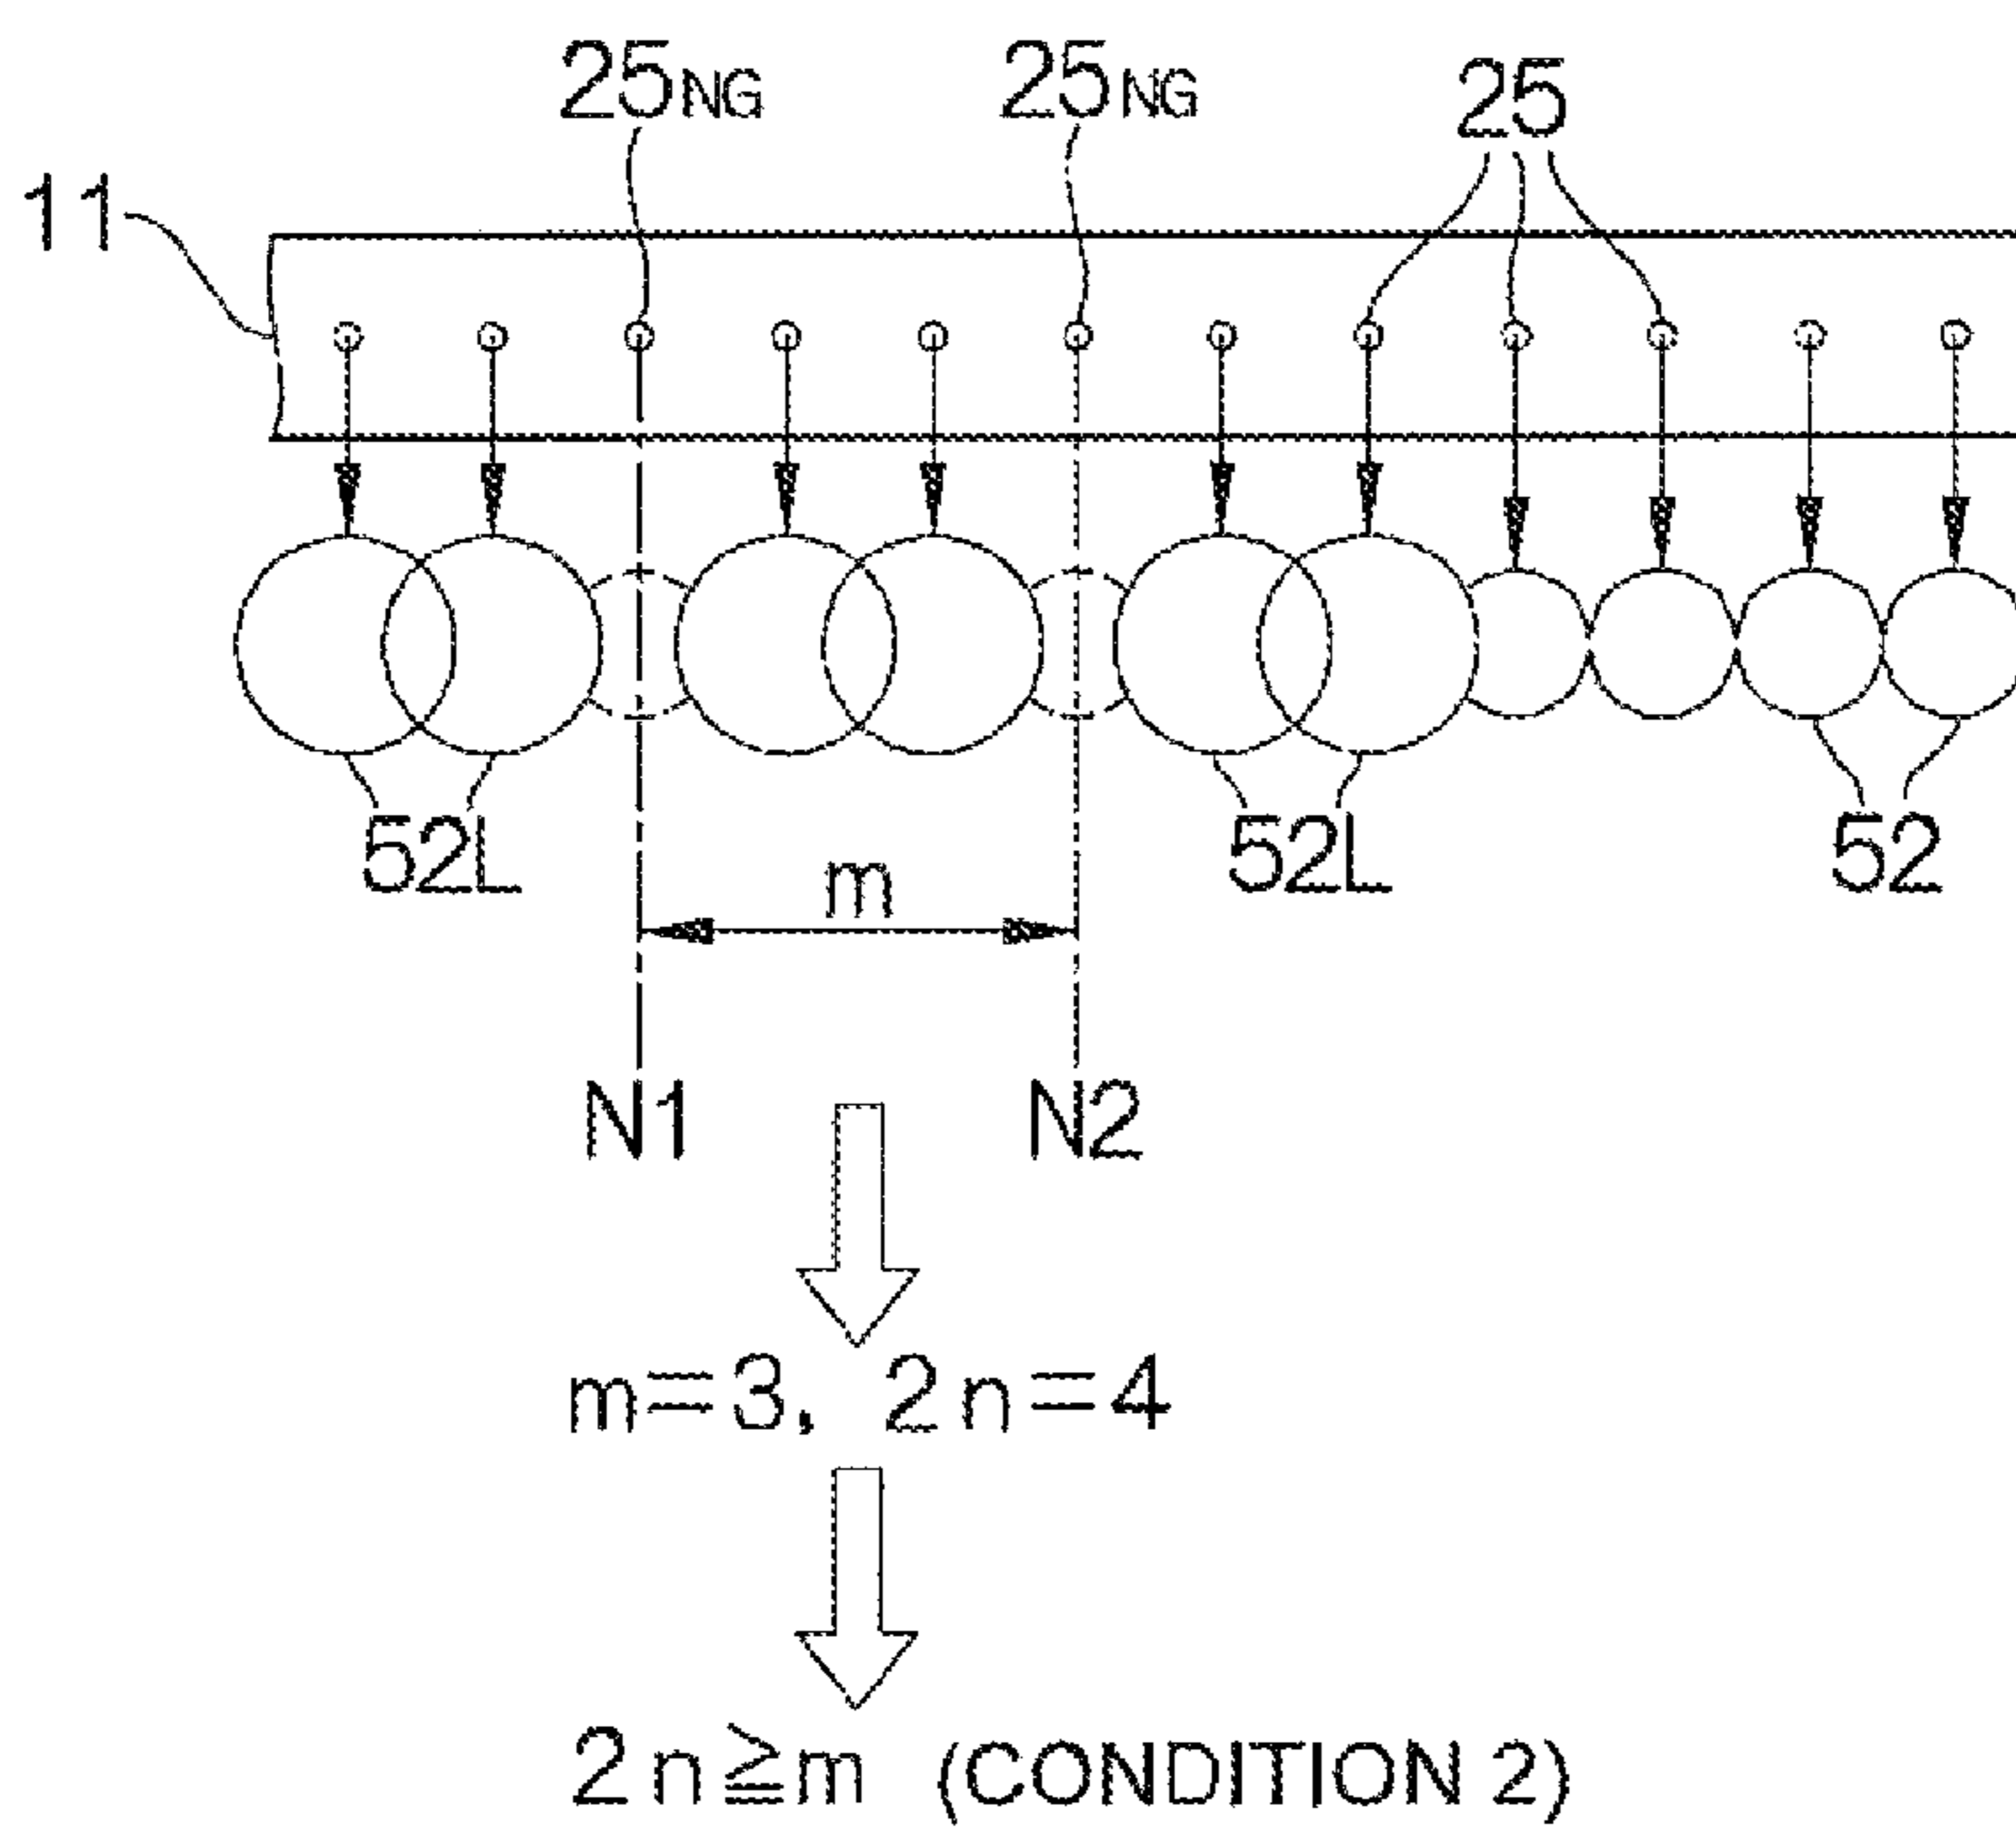 25NG 25NG 25
11
52L 52L 52
m
N1 N2
m=3, 2n=4
2n≧m (CONDITION 2)